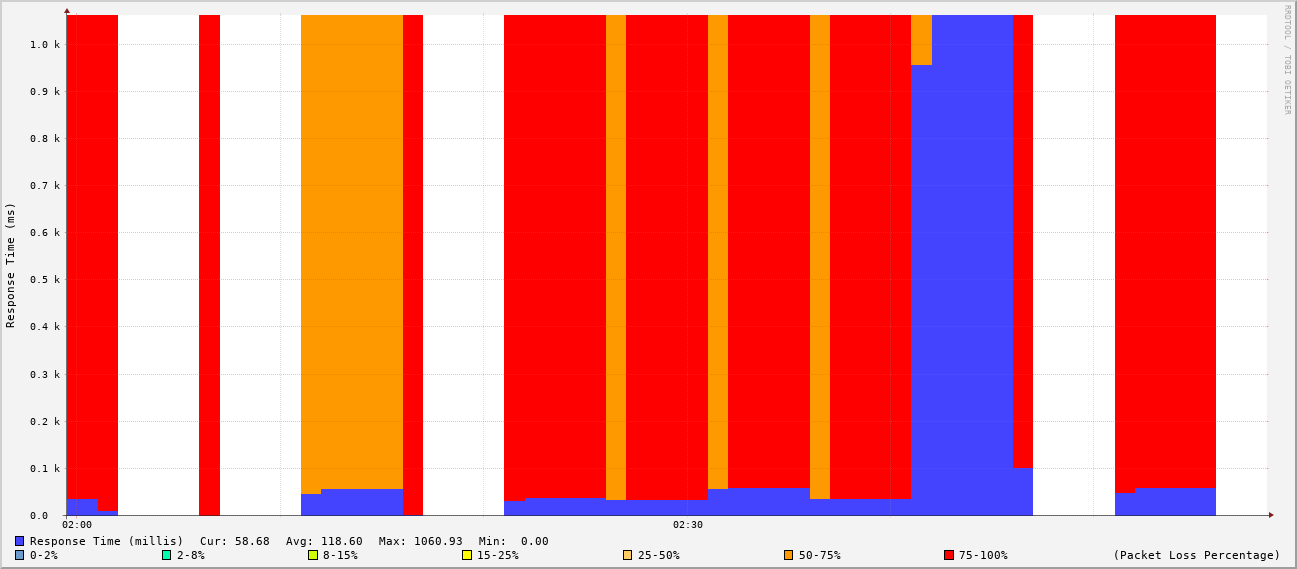 RRDTOOL / TOBI OETIKER
Response Time (ms)
1.0 k
0.9 k
0.8 k
0.7 k
0.6 k
0.5 k
0.4 k
0.3 k
0.2 k
0.1 k
0.0
02:00 02:30
Response Time (millis) Cur: 58.68 Avg: 118.60 Max: 1060.93 Min: 0.00
0-2% 2-8% 8-15% 15-25% 25-50% 50-75% 75-100% (Packet Loss Percentage)